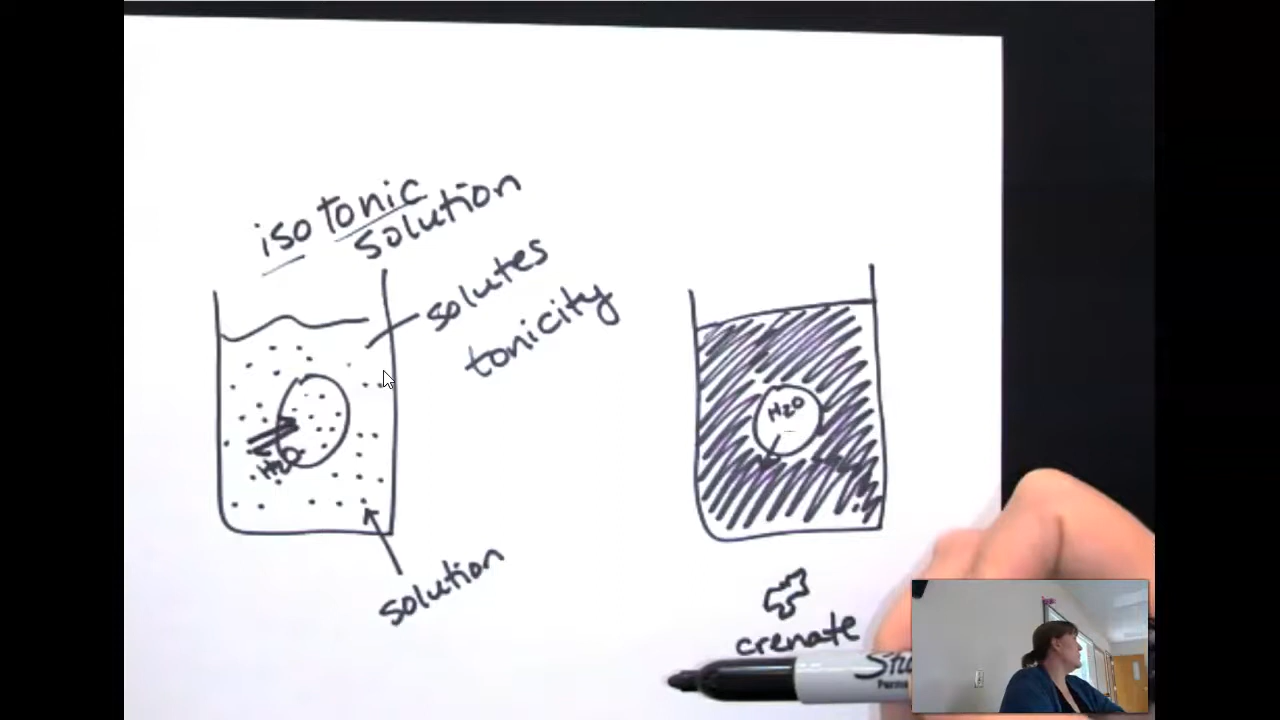 isotonic
solution
solutes
tonicity
H2O
solution
H2O
crenate